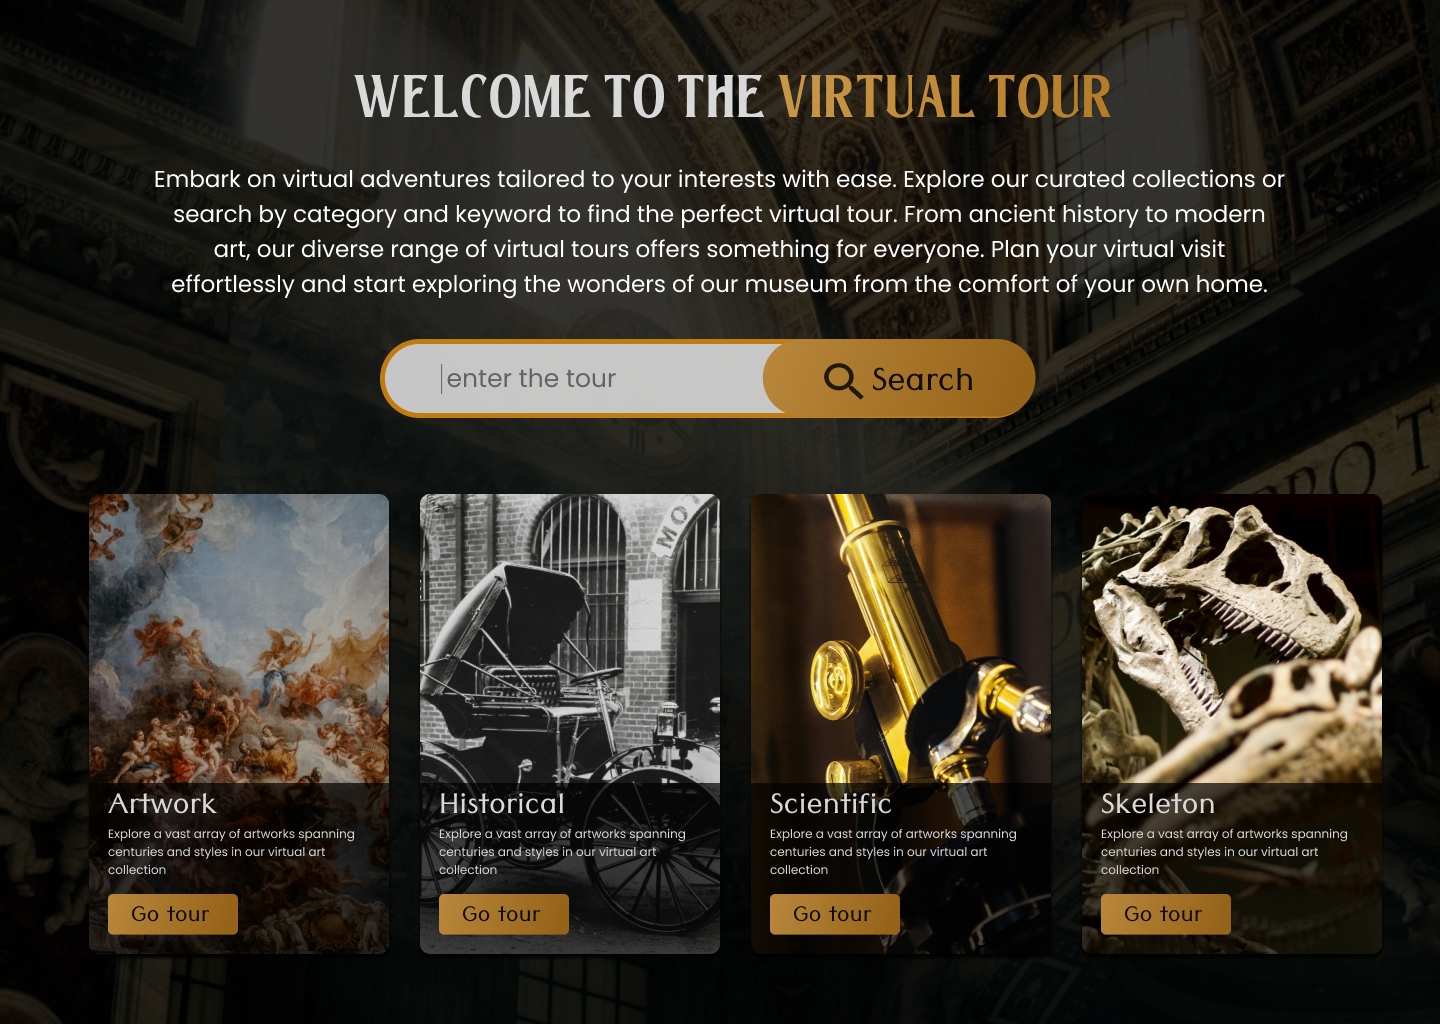 WELCOME TO THE VIRTUAL TOUR
Embark on virtual adventures tailored to your interests with ease. Explore our curated collections or
search by category and keyword to find the perfect virtual tour. From ancient history to modern
art, our diverse range of virtual tours offers something for everyone. Plan your virtual visit
effortlessly and start exploring the wonders of our museum from the comfort of your own home.
enter the tour
Search
MO
Artwork
Explore a vast array of artworks spanning
centuries and styles in our virtual art
collection
Go tour
Historical
Explore a vast array of artworks spanning
centuries and styles in our virtual art
collection
Go tour
Scientific
Explore a vast array of artworks spanning
centuries and styles in our virtual art
collection
Go tour
Skeleton
Explore a vast array of artworks spanning
centuries and styles in our virtual art
collection
Go tour